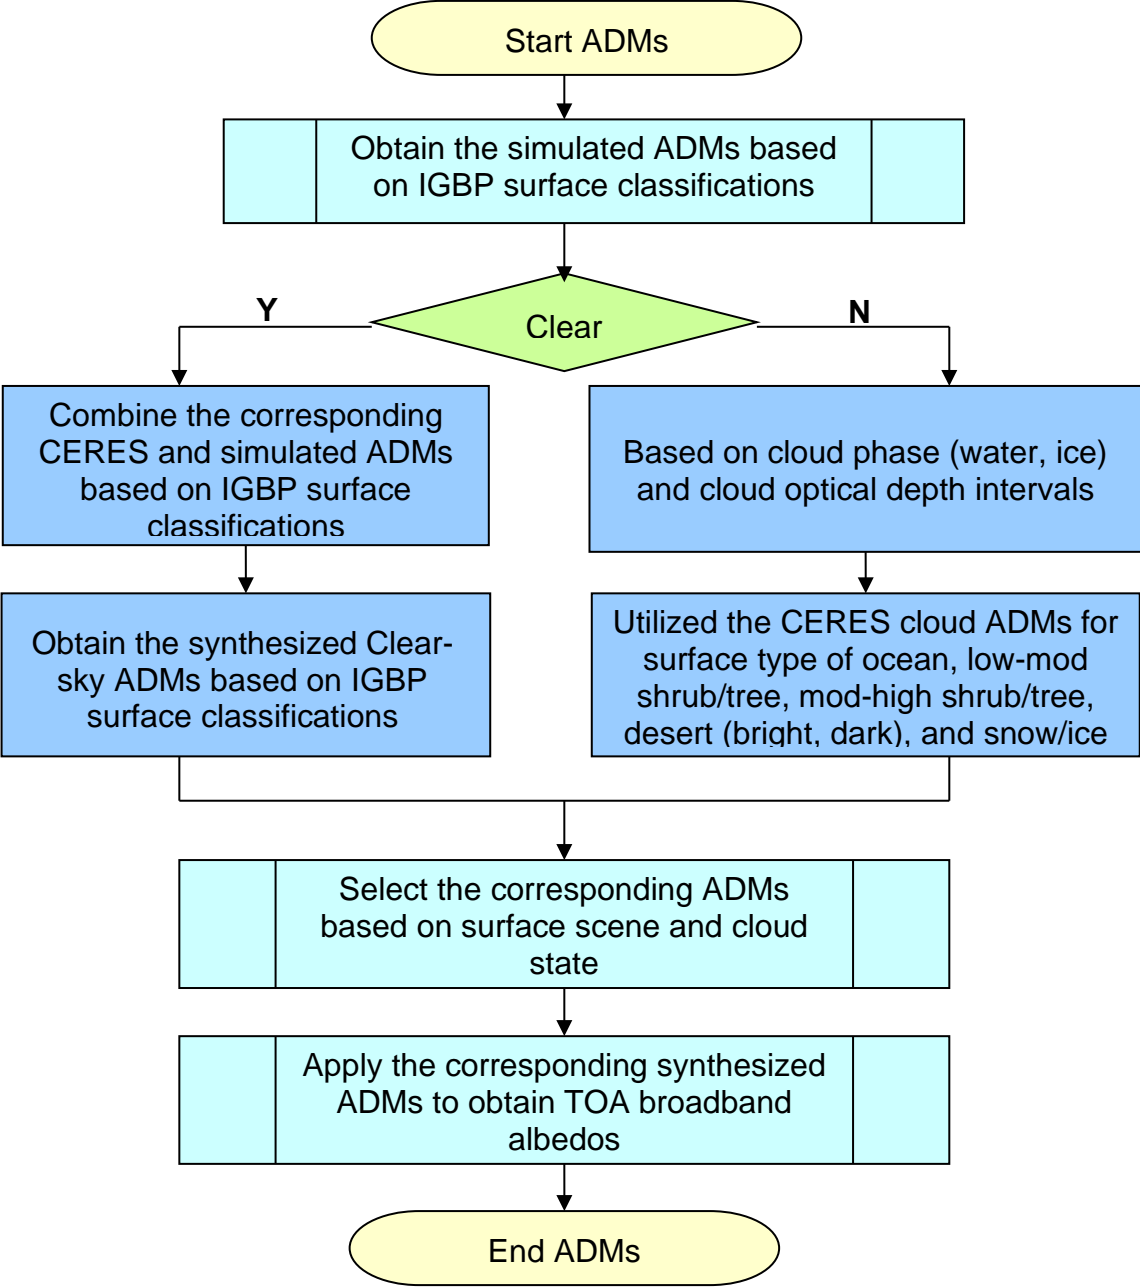 Start ADMs
Obtain the simulated ADMs based
on IGBP surface classifications
Clear
Y
N
Combine the corresponding
CERES and simulated ADMs
based on IGBP surface
classifications
Based on cloud phase (water, ice)
and cloud optical depth intervals
Obtain the synthesized Clear-
sky ADMs based on IGBP
surface classifications
Utilized the CERES cloud ADMs for
surface type of ocean, low-mod
shrub/tree, mod-high shrub/tree,
desert (bright, dark), and snow/ice
Select the corresponding ADMs
based on surface scene and cloud
state
Apply the corresponding synthesized
ADMs to obtain TOA broadband
albedos
End ADMs